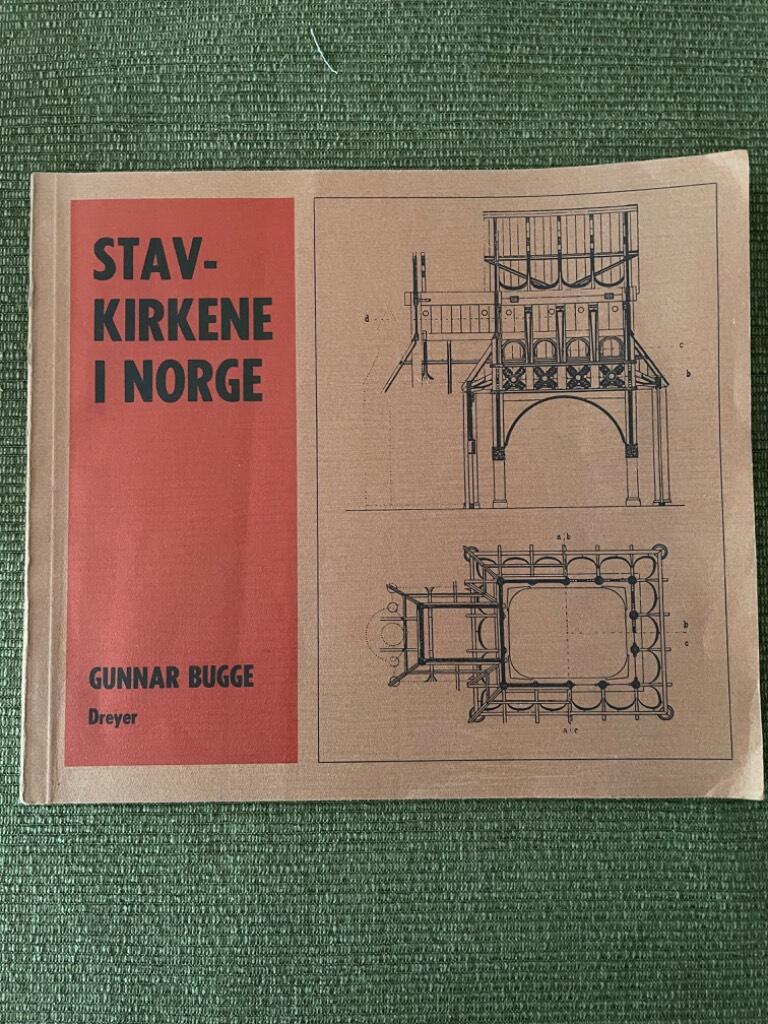 STAV-
KIRKENE
I NORGE
GUNNAR BUGGE
Dreyer
d
c
b
a
b
b
c
a
c